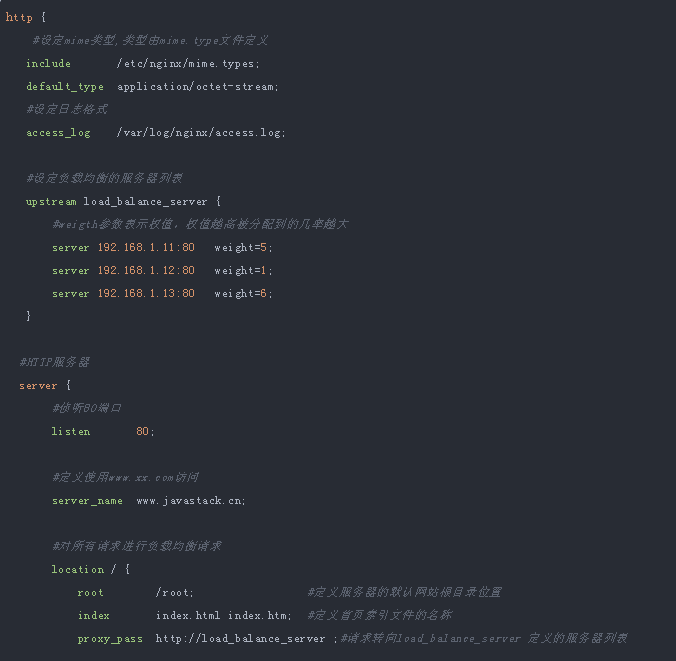 http {
#设定mime类型,类型由mime.type文件定义
include /etc/nginx/mime.types;
default_type application/octet-stream;
#设定日志格式
access_log /var/log/nginx/access.log;
#设定负载均衡的服务器列表
upstream load_balance_server {
#weigth参数表示权值，权值越高被分配到的几率越大
server 192.168.1.11:80 weight=5;
server 192.168.1.12:80 weight=1;
server 192.168.1.13:80 weight=6;
}
#HTTP服务器
server {
#侦听80端口
listen 80;
#定义使用www.xx.com访问
server_name www.javastack.cn;
#对所有请求进行负载均衡请求
location / {
root /root; #定义服务器的默认网站根目录位置
index index.html index.htm; #定义首页索引文件的名称
proxy_pass http://load_balance_server ;#请求转向load_balance_server 定义的服务器列表